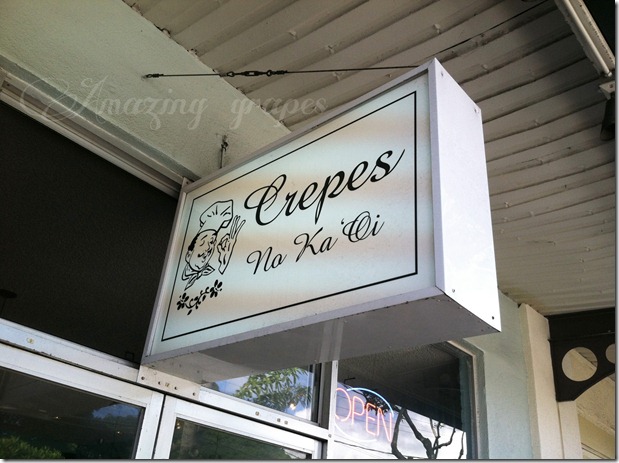 Amazing grapes
Crepes
No Ka ‘Oi
OPEN